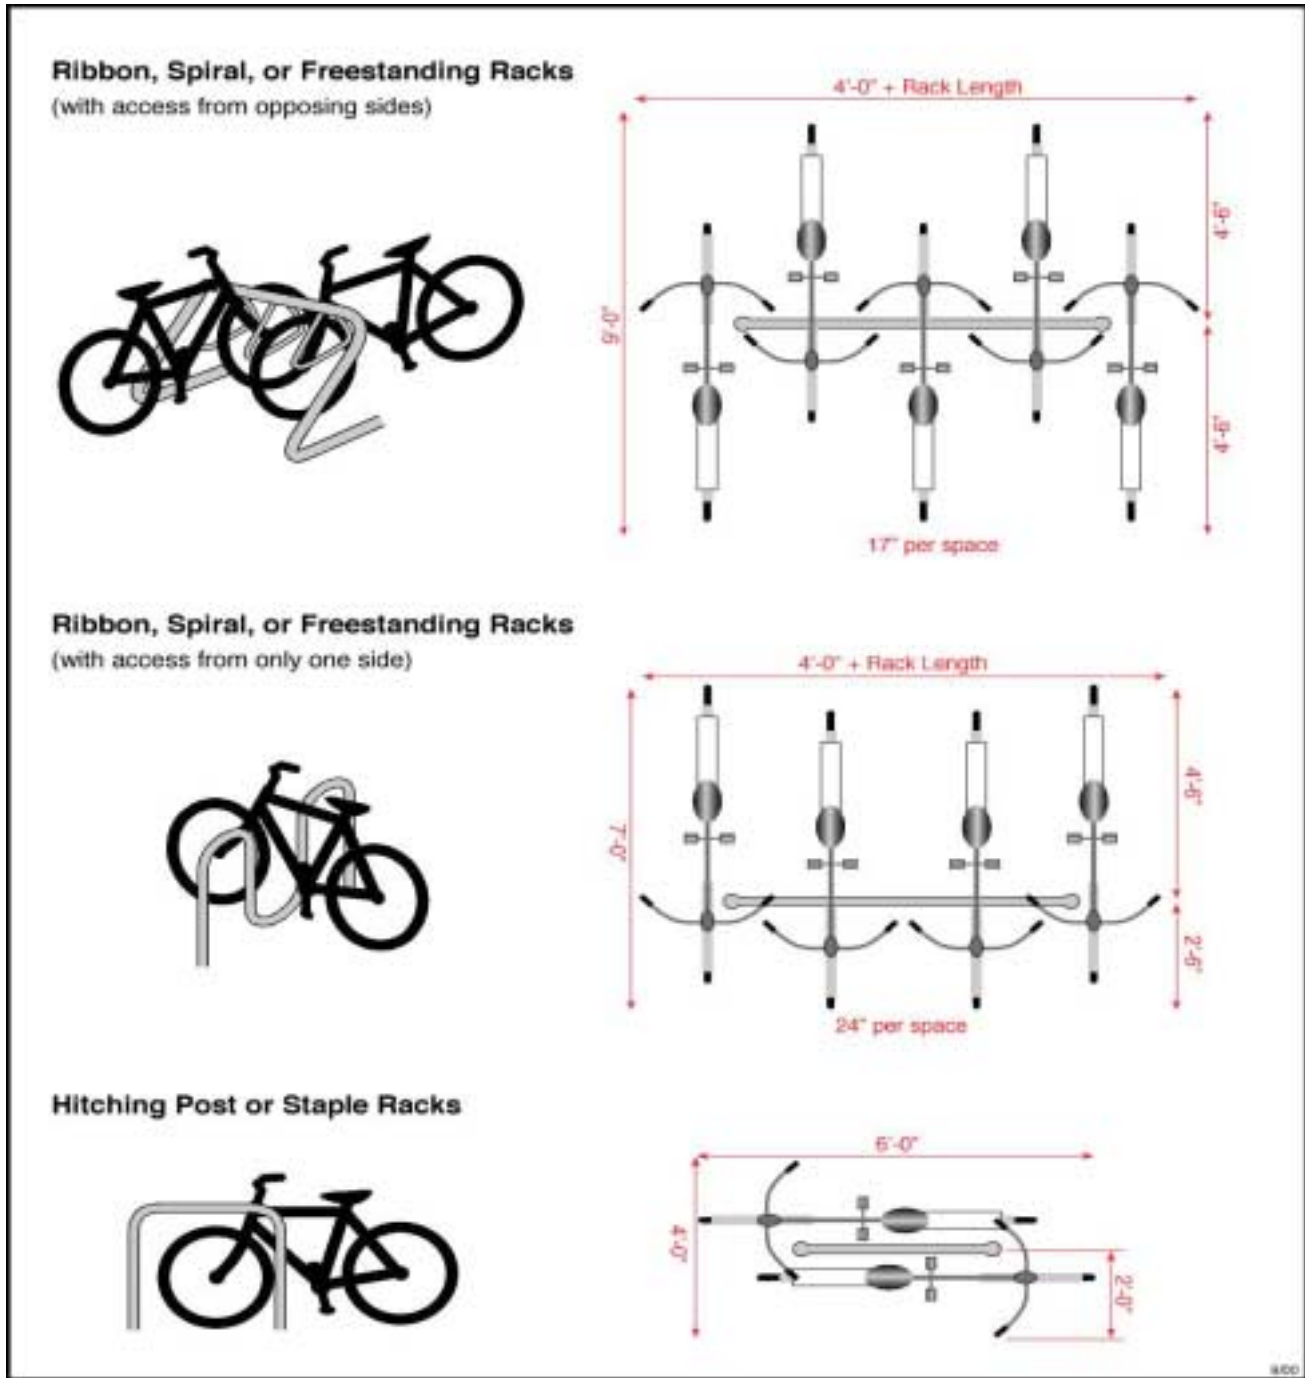 Ribbon, Spiral, or Freestanding Racks
(with access from opposing sides)
4'-0" + Rack Length
9'-0"
4'-6"
4'-6"
17" per space
Ribbon, Spiral, or Freestanding Racks
(with access from only one side)
4'-0" + Rack Length
7'-0"
4'-6"
2'-6"
24" per space
Hitching Post or Staple Racks
6'-0"
4'-0"
2'-0"